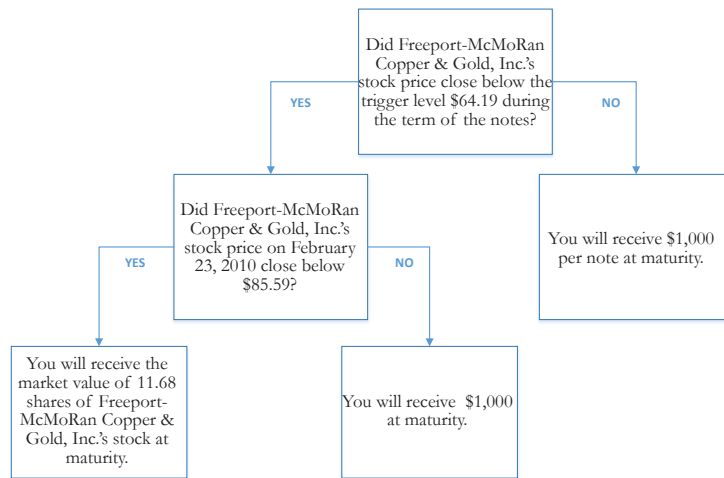 Did Freeport-McMoRan
Copper & Gold, Inc.'s
stock price close below the
trigger level $64.19 during
the term of the notes?
YES
NO
Did Freeport-McMoRan
Copper & Gold, Inc.'s
stock price on February
23, 2010 close below
$85.59?
You will receive $1,000
per note at maturity.
YES
NO
You will receive the
market value of 11.68
shares of Freeport-
McMoRan Copper &
Gold, Inc.'s stock at
maturity.
You will receive $1,000
at maturity.